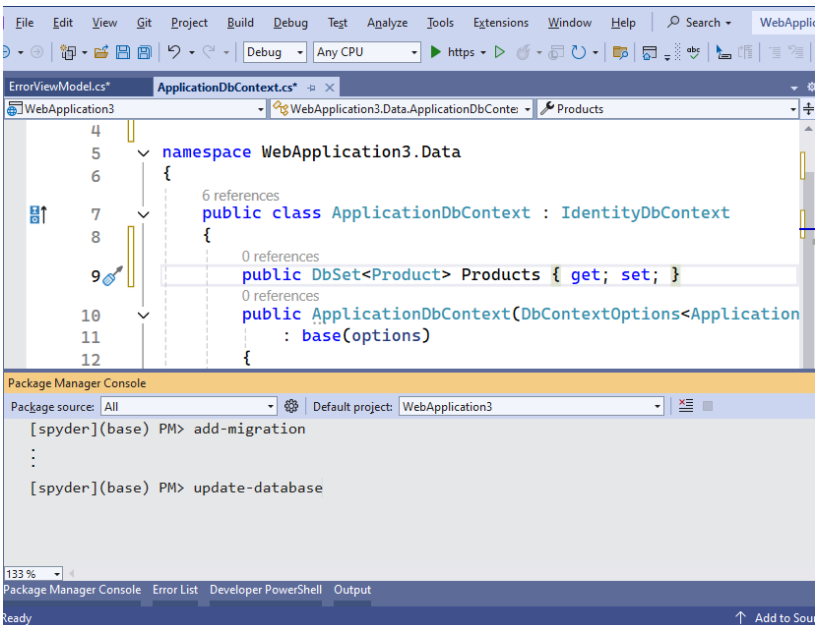 File Edit View Git Project Build Debug Test Analyze Tools Extensions Window Help Search WebApplic
Debug Any CPU https
ErrorViewModel.cs* ApplicationDbContext.cs*
WebApplication3 WebApplication3.Data.ApplicationDbConte: Products
4
5 namespace WebApplication3.Data
6 {
6 references
7 public class ApplicationDbContext : IdentityDbContext
8 {
0 references
9 public DbSet<Product> Products { get; set; }
0 references
10 public ApplicationDbContext(DbContextOptions<Application
11 : base(options)
12 {
Package Manager Console
Package source: All Default project: WebApplication3
[spyder](base) PM> add-migration
:
[spyder](base) PM> update-database
133 %
Package Manager Console Error List Developer PowerShell Output
Ready Add to Sour